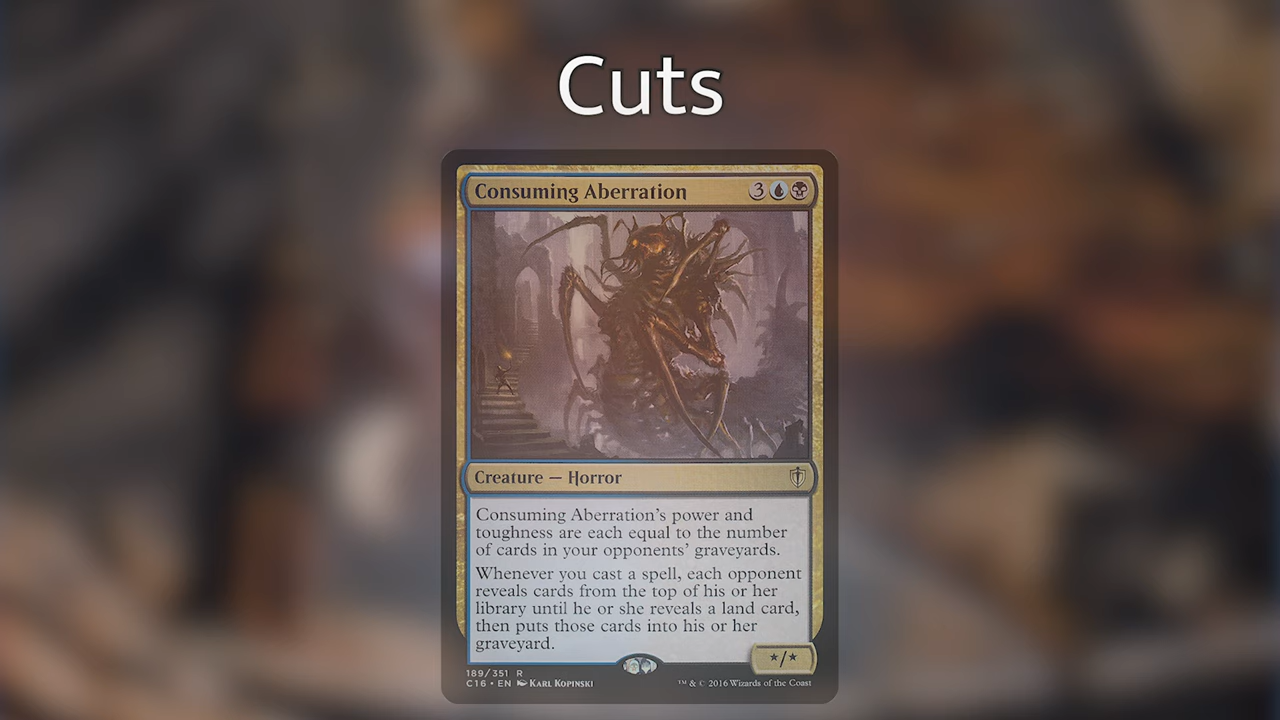 Cuts
Consuming Aberration 3
Creature — Horror
Consuming Aberration's power and
toughness are each equal to the number
of cards in your opponents' graveyards.
Whenever you cast a spell, each opponent
reveals cards from the top of his or her
library until he or she reveals a land card,
then puts those cards into his or her
graveyard.
*/*
189/351 R
C16 • EN Karl Kopinski
™ & © 2016 Wizards of the Coast